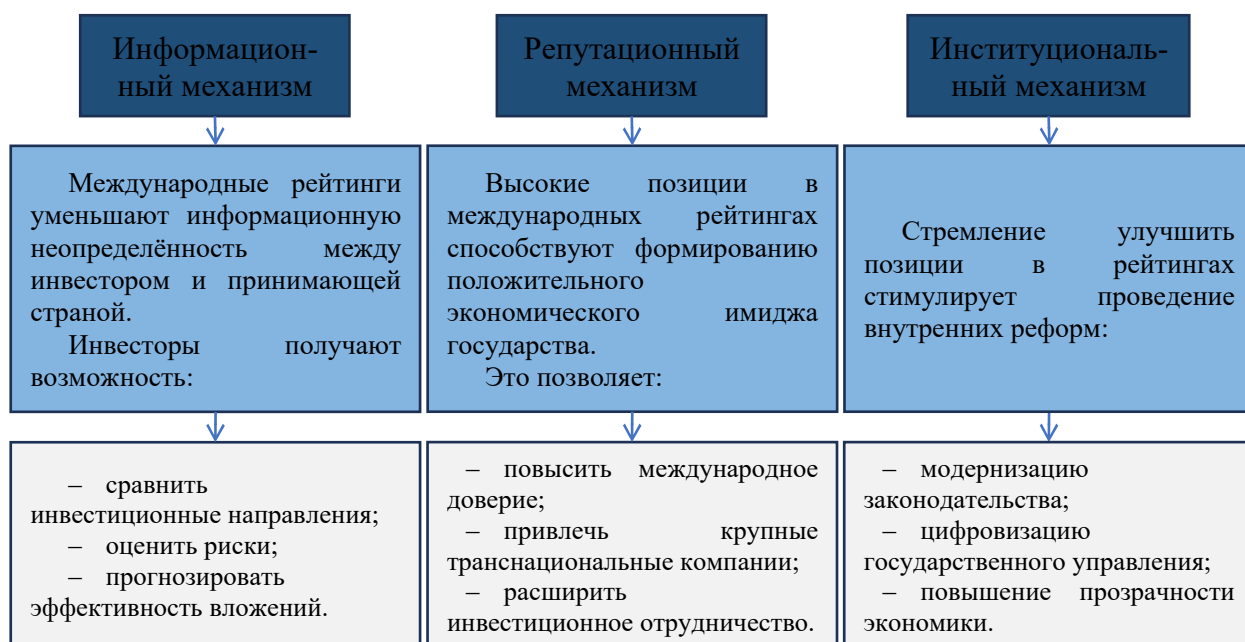 Информацион-
ный механизм
Международные рейтинги
уменьшают информационную
неопределённость между
инвестором и принимающей
страной.
Инвесторы получают
возможность:
– сравнить
инвестиционные направления;
– оценить риски;
– прогнозировать
эффективность вложений.
Репутационный
механизм
Высокие позиции в
международных рейтингах
способствуют формированию
положительного
экономического имиджа
государства.
Это позволяет:
– повысить международное
доверие;
– привлечь крупные
транснациональные компании;
– расширить
инвестиционное отрудничество.
Институциональ-
ный механизм
Стремление улучшить
позиции в рейтингах
стимулирует проведение
внутренних реформ:
– модернизацию
законодательства;
– цифровизацию
государственного управления;
– повышение прозрачности
экономики.